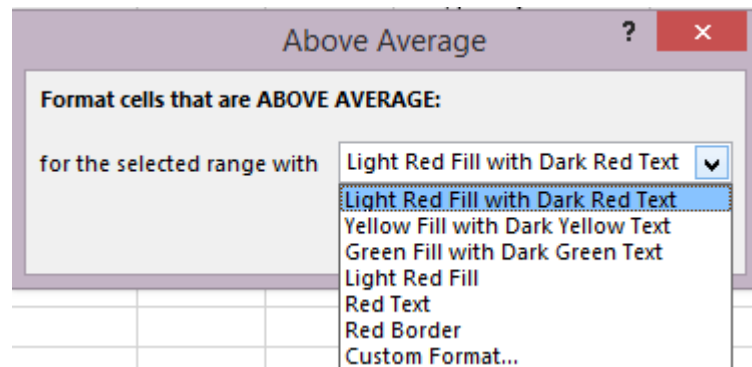 Above Average ? ×
Format cells that are ABOVE AVERAGE:
for the selected range with Light Red Fill with Dark Red Text
Light Red Fill with Dark Red Text
Yellow Fill with Dark Yellow Text
Green Fill with Dark Green Text
Light Red Fill
Red Text
Red Border
Custom Format...